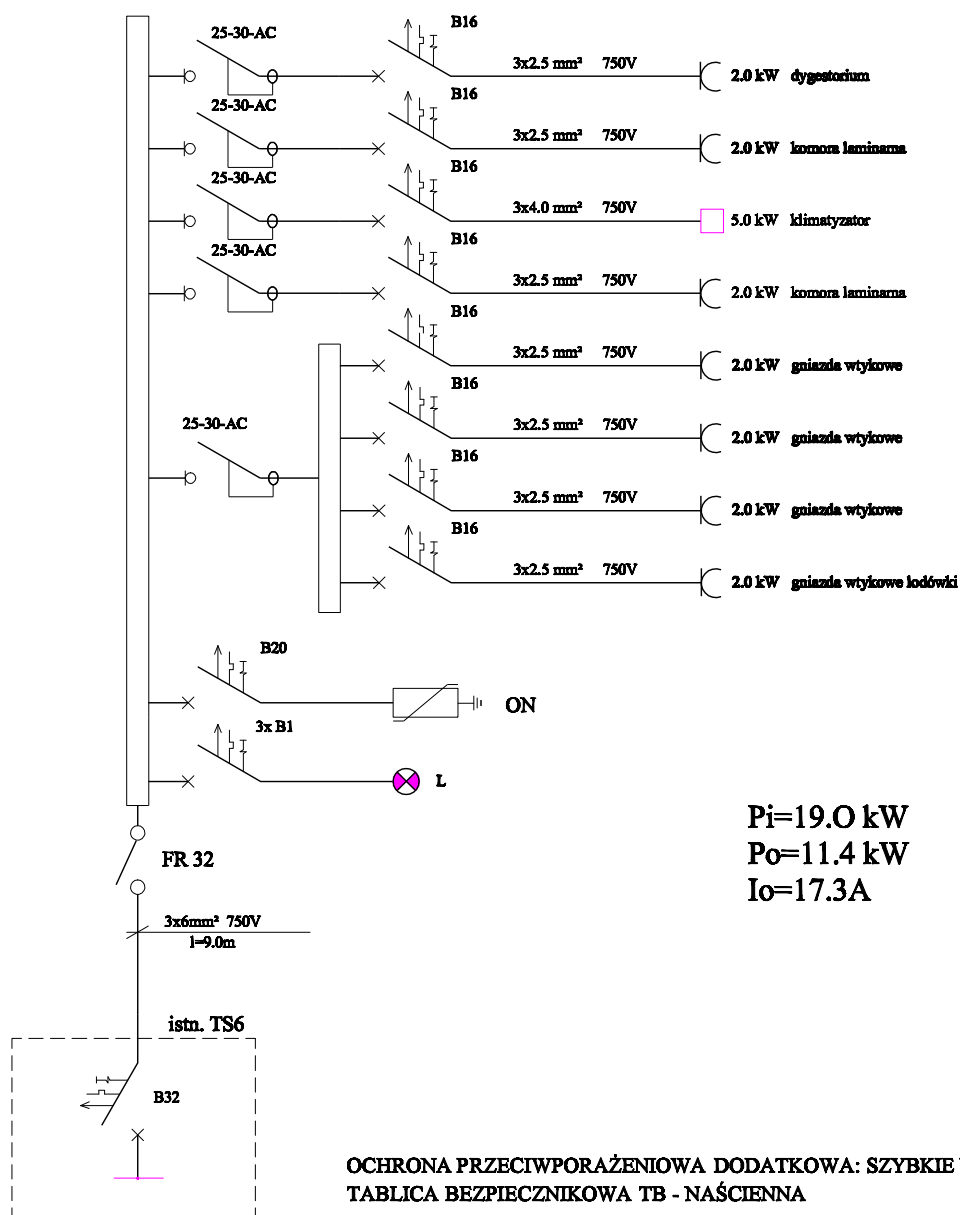 B16
25-30-AC
3x2.5 mm² 750V
2.0 kW dygestorium
B16
25-30-AC
3x2.5 mm² 750V
2.0 kW komora laminarna
B16
25-30-AC
3x4.0 mm² 750V
5.0 kW klimatyzator
B16
25-30-AC
3x2.5 mm² 750V
2.0 kW komora laminarna
B16
3x2.5 mm² 750V
2.0 kW gniazda wtykowe
B16
25-30-AC
3x2.5 mm² 750V
2.0 kW gniazda wtykowe
B16
3x2.5 mm² 750V
2.0 kW gniazda wtykowe
B16
3x2.5 mm² 750V
2.0 kW gniazda wtykowe lodówki
B20
ON
3x B1
L
Pi=19.O kW
Po=11.4 kW
Io=17.3A
FR 32
3x6mm² 750V
l=9.0m
istn. TS6
B32
OCHRONA PRZECIWPORAŻENIOWA DODATKOWA: SZYBKIE
TABLICA BEZPIECZNIKOWA TB - NAŚCIENNA